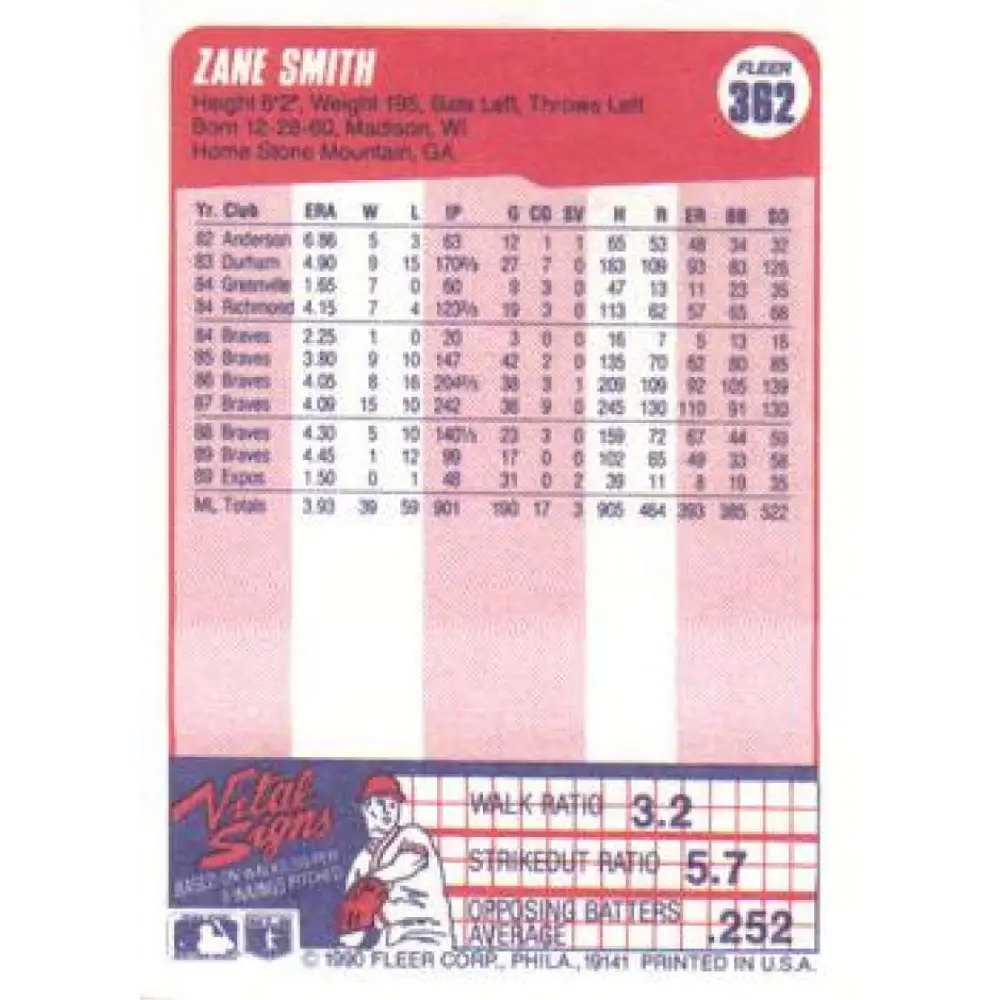 ZANE SMITH
FLEER
362
Height 6'2", Weight 195, Bats Left, Throws Left
Born 12-28-60, Madison, WI
Home Stone Mountain, GA
Yr. Club ERA W L IP G CG SV H R ER BB SO
82 Anderson 6.86 5 3 63 12 1 1 65 53 48 34 32
83 Durham 4.90 9 15 170⅔ 27 7 0 183 109 93 83 126
84 Greenville 1.65 7 0 60 9 3 0 47 13 11 23 35
84 Richmond 4.15 7 4 123⅔ 19 3 0 113 62 57 65 68
84 Braves 2.25 1 0 20 3 0 0 16 7 5 13 16
85 Braves 3.80 9 10 147 42 2 0 135 70 62 80 85
86 Braves 4.05 8 16 204⅔ 38 3 1 209 109 92 105 139
87 Braves 4.09 15 10 242 36 9 0 245 130 110 91 130
88 Braves 4.30 5 10 140⅓ 23 3 0 159 72 67 44 59
89 Braves 4.45 1 12 99 17 0 0 102 65 49 33 58
89 Expos 1.50 0 1 48 31 0 2 39 11 8 19 35
ML Totals 3.93 39 59 901 190 17 3 905 464 393 385 522
Vital
Signs
BASED ON WALKS, SO PER
9 INNINGS PITCHED
WALK RATIO 3.2
STRIKEOUT RATIO 5.7
OPPOSING BATTERS
AVERAGE .252
© 1990 FLEER CORP., PHILA., 19141 PRINTED IN U.S.A.